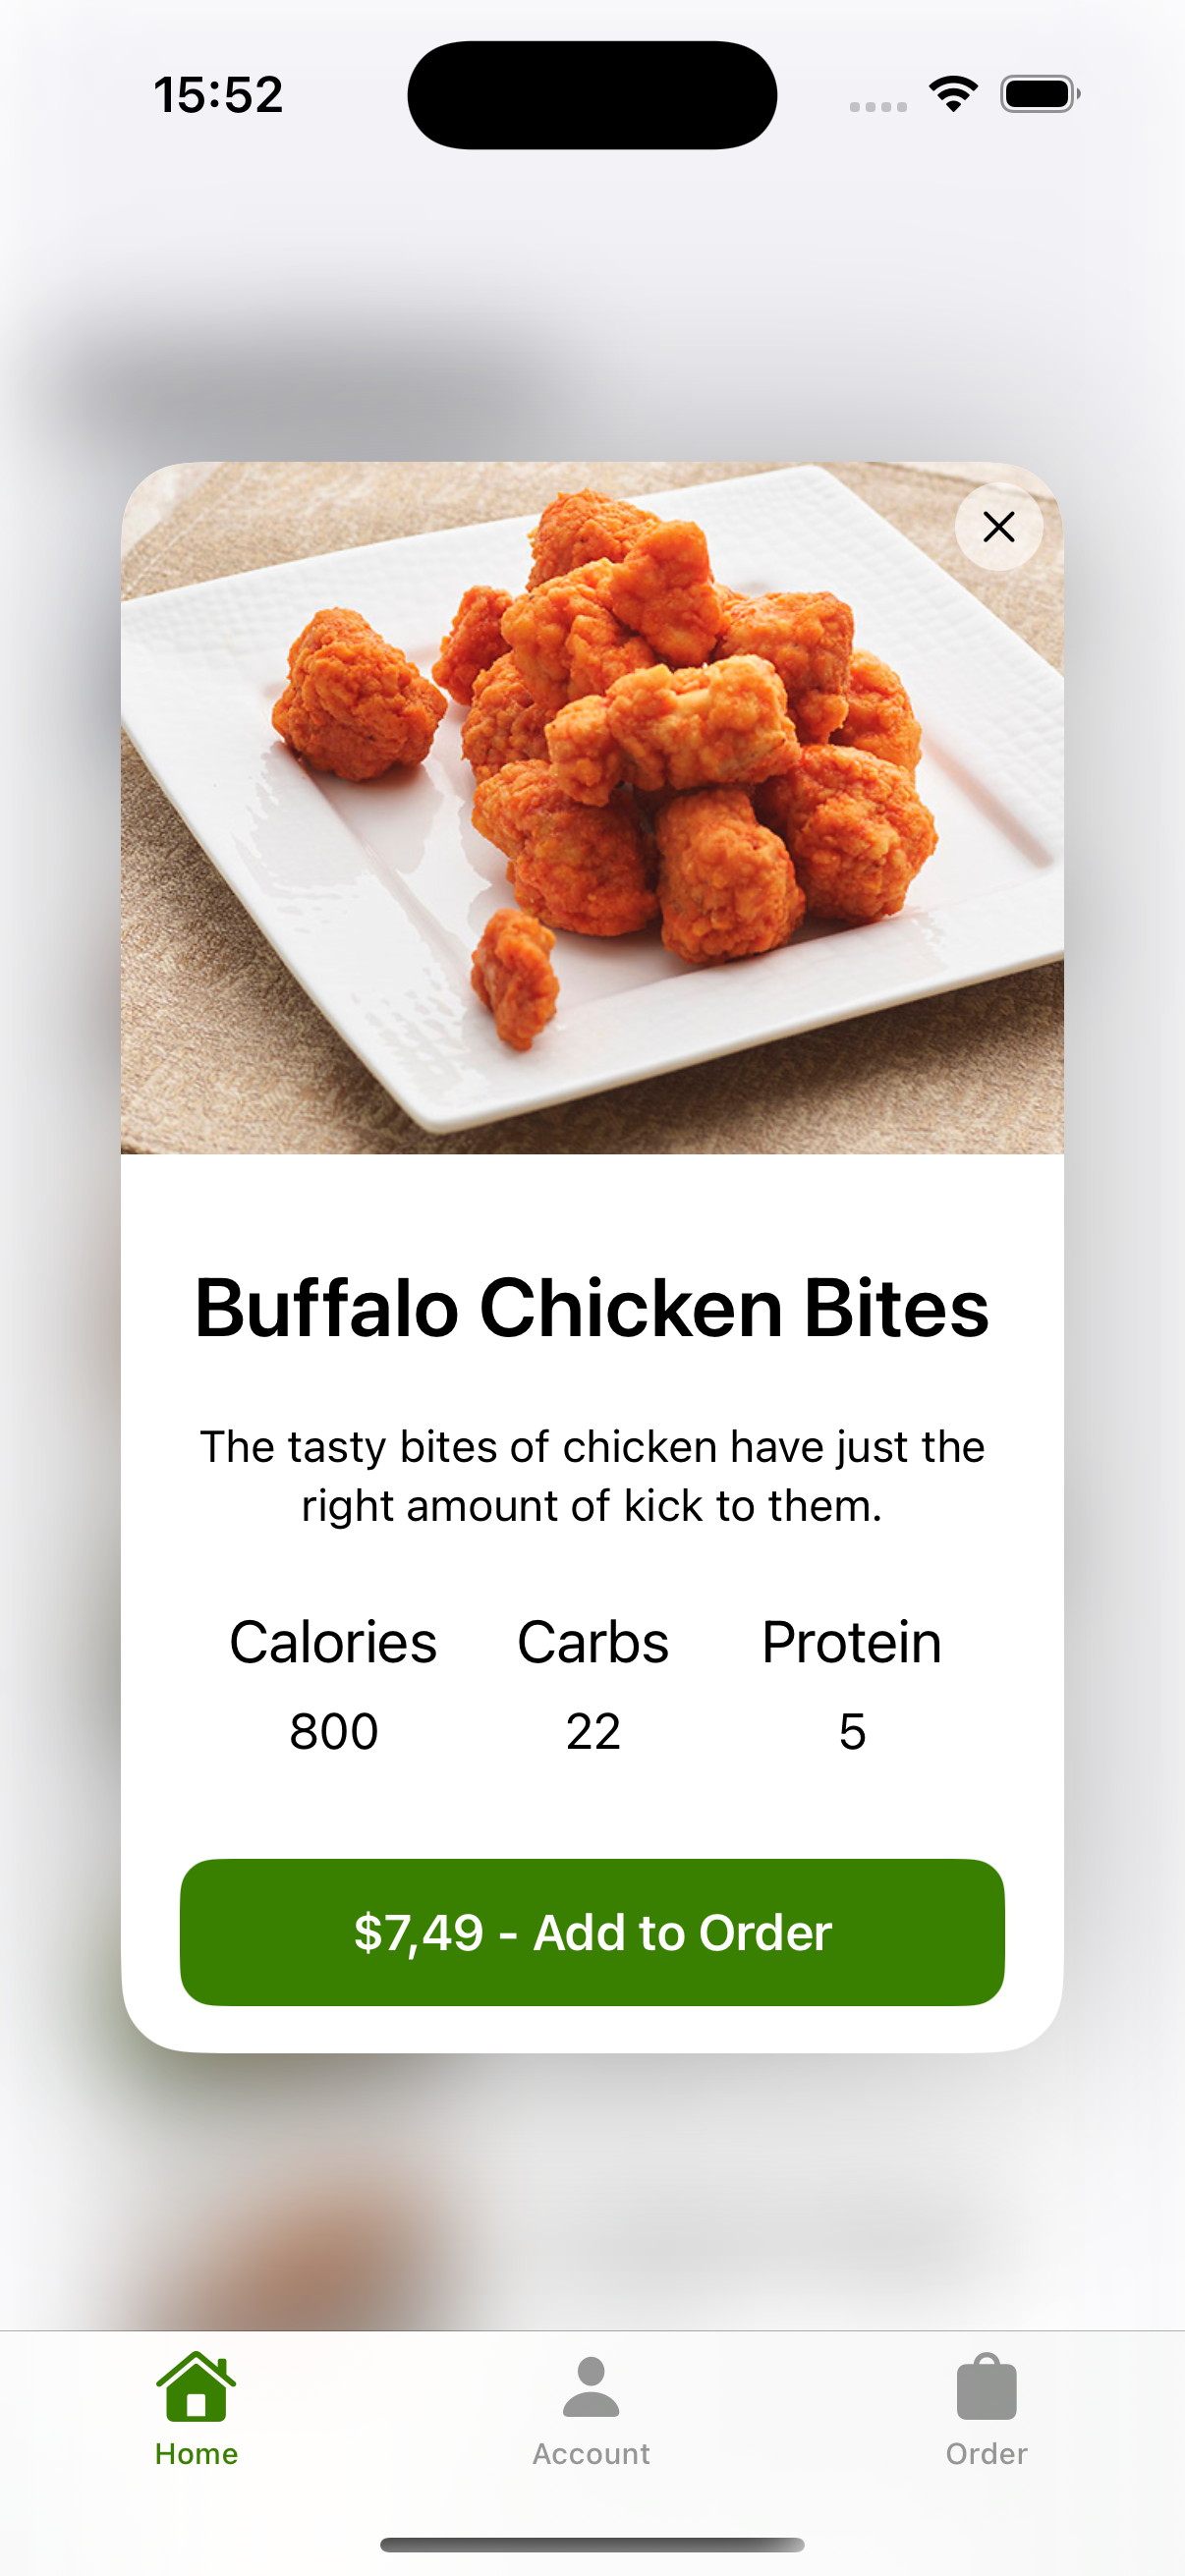 15:52
Buffalo Chicken Bites
The tasty bites of chicken have just the
right amount of kick to them.
Calories Carbs Protein
800 22 5
$7,49 - Add to Order
Home Account Order